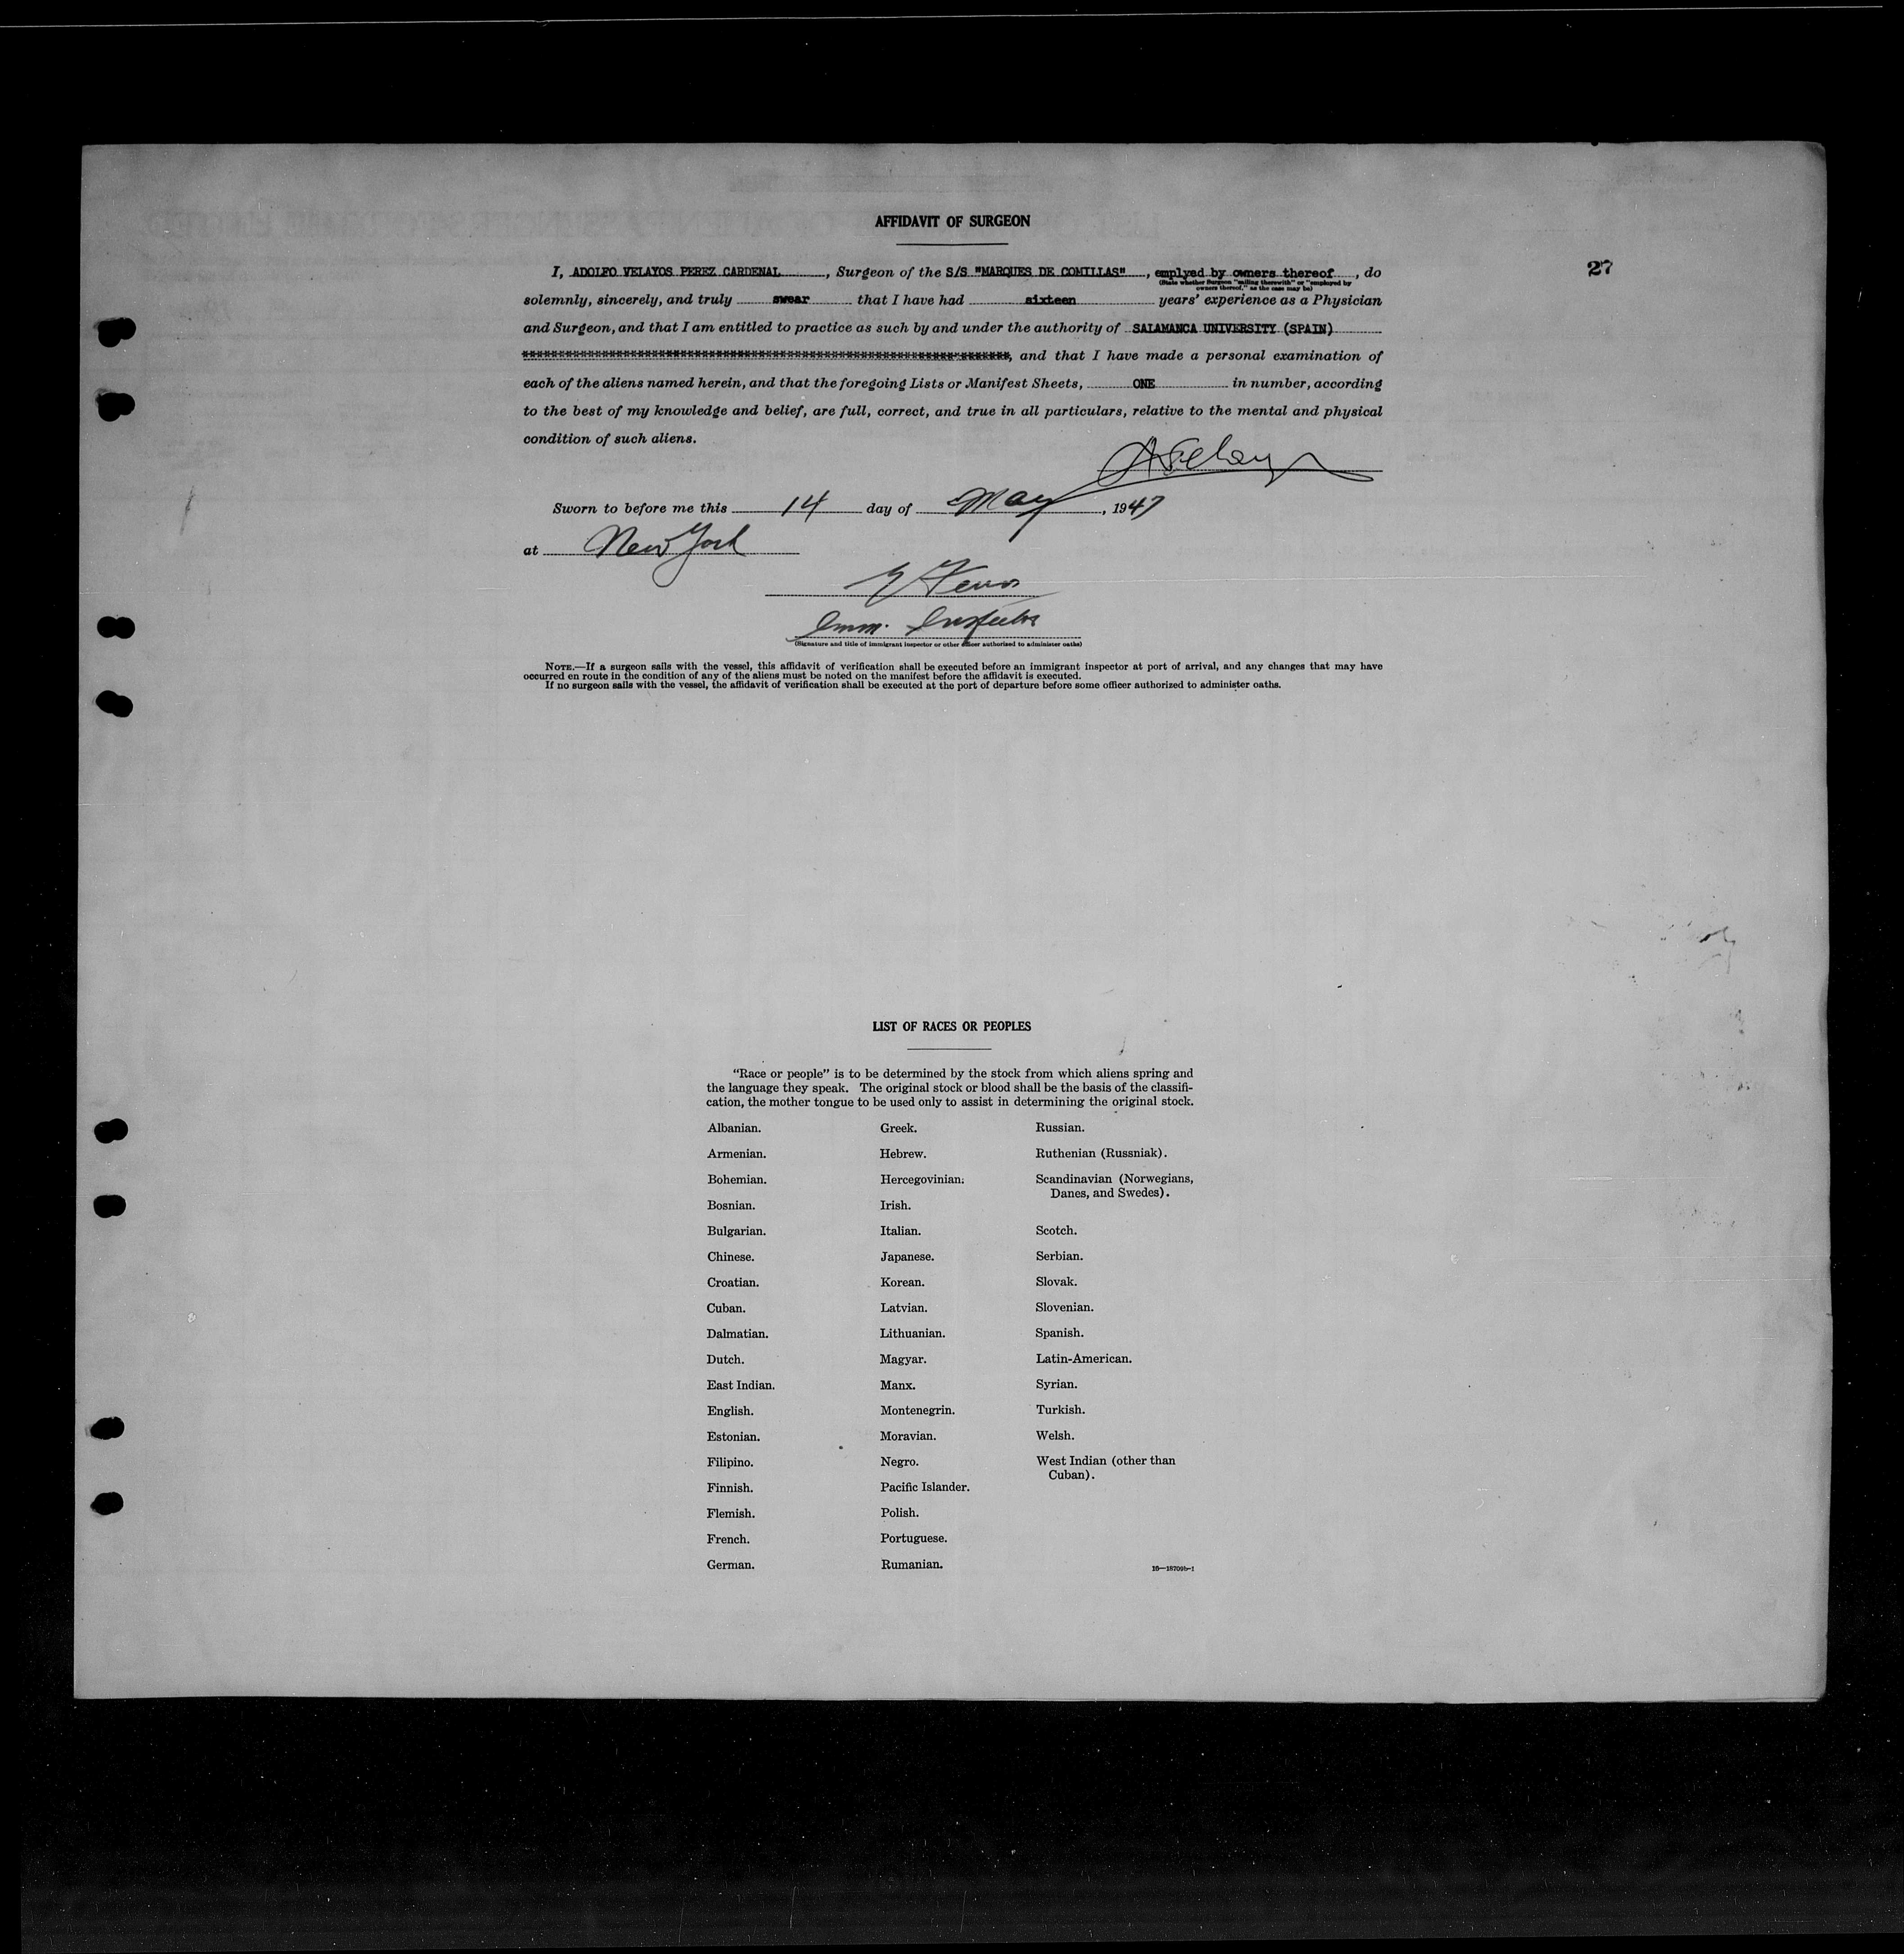 AFFIDAVIT OF SURGEON
27
I, ADOLFO VELAYOS PEREZ CARDENAL, Surgeon of the S/S "MARQUES DE COMILLAS", emplyed by owners thereof, do
(State whether Surgeon "sailing therewith" or "employed by
owners thereof," as the case may be)
solemnly, sincerely, and truly swear that I have had sixteen years' experience as a Physician
and Surgeon, and that I am entitled to practice as such by and under the authority of SALAMANCA UNIVERSITY (SPAIN)
, and that I have made a personal examination of
each of the aliens named herein, and that the foregoing Lists or Manifest Sheets, ONE in number, according
to the best of my knowledge and belief, are full, correct, and true in all particulars, relative to the mental and physical
condition of such aliens.
Sworn to before me this 14 day of May, 1947
at New York
Imm. Inspector
(Signature and title of immigrant inspector or other officer authorized to administer oaths)
NOTE.—If a surgeon sails with the vessel, this affidavit of verification shall be executed before an immigrant inspector at port of arrival, and any changes that may have
occurred en route in the condition of any of the aliens must be noted on the manifest before the affidavit is executed.
If no surgeon sails with the vessel, the affidavit of verification shall be executed at the port of departure before some officer authorized to administer oaths.
LIST OF RACES OR PEOPLES
"Race or people" is to be determined by the stock from which aliens spring and
the language they speak. The original stock or blood shall be the basis of the classifi-
cation, the mother tongue to be used only to assist in determining the original stock.
Albanian.
Armenian.
Bohemian.
Bosnian.
Bulgarian.
Chinese.
Croatian.
Cuban.
Dalmatian.
Dutch.
East Indian.
English.
Estonian.
Filipino.
Finnish.
Flemish.
French.
German.
Greek.
Hebrew.
Hercegovinian.
Irish.
Italian.
Japanese.
Korean.
Latvian.
Lithuanian.
Magyar.
Manx.
Montenegrin.
Moravian.
Negro.
Pacific Islander.
Polish.
Portuguese.
Rumanian.
Russian.
Ruthenian (Russniak).
Scandinavian (Norwegians,
Danes, and Swedes).
Scotch.
Serbian.
Slovak.
Slovenian.
Spanish.
Latin-American.
Syrian.
Turkish.
Welsh.
West Indian (other than
Cuban).